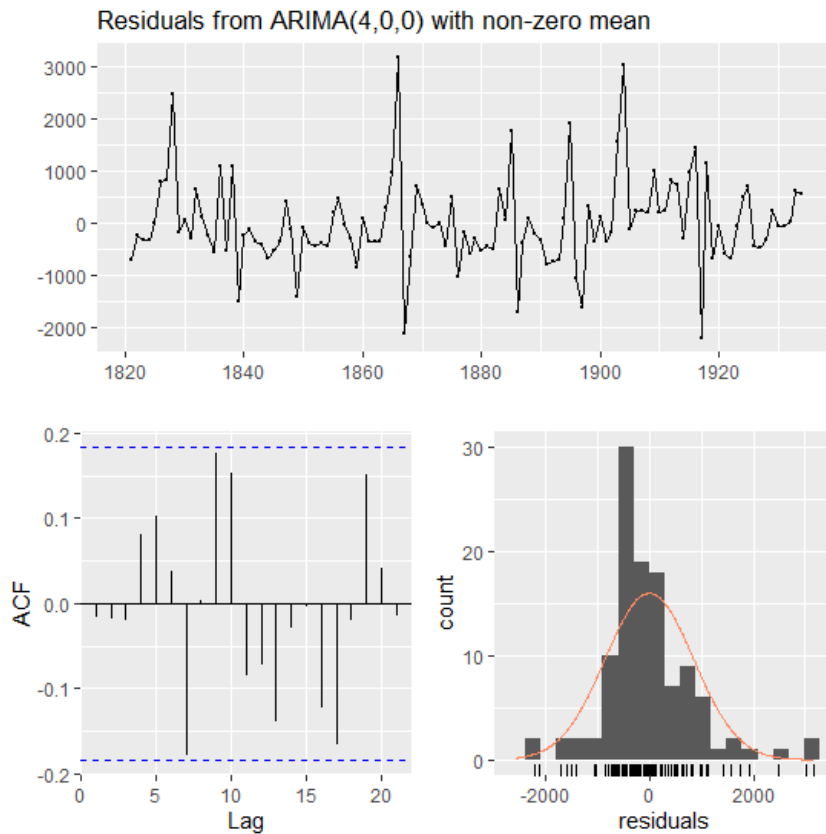 Residuals from ARIMA(4,0,0) with non-zero mean
3000
2000
1000
0
-1000
-2000
1820 1840 1860 1880 1900 1920
0.2
0.1
0.0
-0.1
-0.2
ACF
0 5 10 15 20
Lag
30
20
10
0
count
-2000 0 2000
residuals